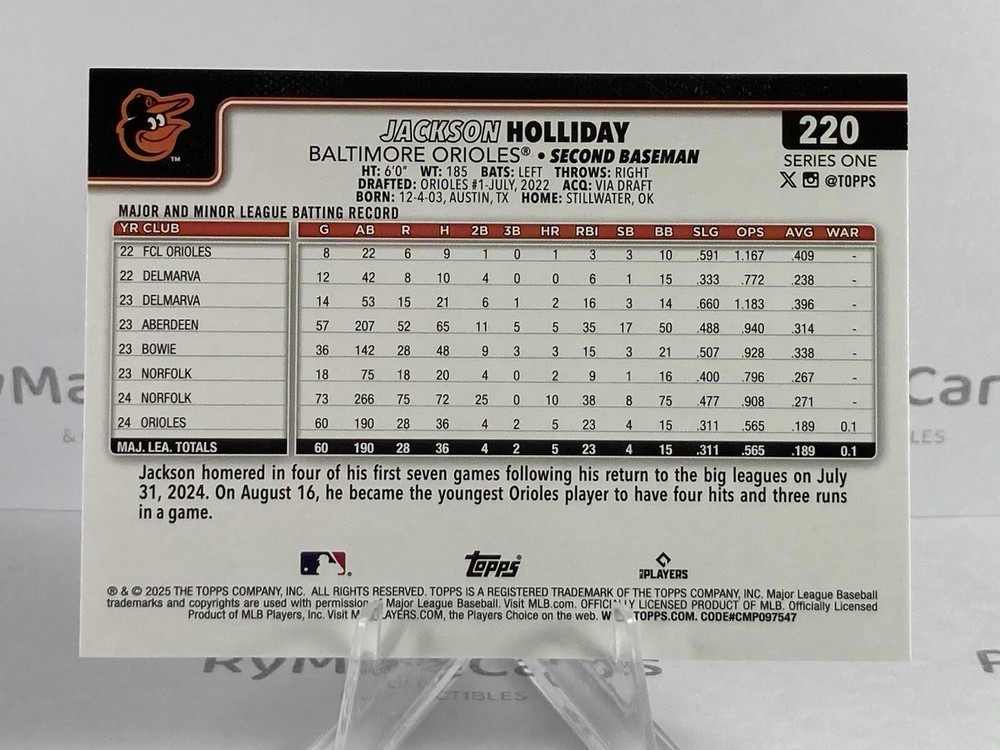 TM
JACKSON HOLLIDAY
220
BALTIMORE ORIOLES® • SECOND BASEMAN
SERIES ONE
HT: 6'0" WT: 185 BATS: LEFT THROWS: RIGHT
X @TOPPS
DRAFTED: ORIOLES #1-JULY, 2022 ACQ: VIA DRAFT
BORN: 12-4-03, AUSTIN, TX HOME: STILLWATER, OK
MAJOR AND MINOR LEAGUE BATTING RECORD
YR CLUB G AB R H 2B 3B HR RBI SB BB SLG OPS AVG WAR
22 FCL ORIOLES 8 22 6 9 1 0 1 3 3 10 .591 1.167 .409 -
22 DELMARVA 12 42 8 10 4 0 0 6 1 15 .333 .772 .238 -
23 DELMARVA 14 53 15 21 6 1 2 16 3 14 .660 1.183 .396 -
23 ABERDEEN 57 207 52 65 11 5 5 35 17 50 .488 .940 .314 -
23 BOWIE 36 142 28 48 9 3 3 15 3 21 .507 .928 .338 -
23 NORFOLK 18 75 18 20 4 0 2 9 1 16 .400 .796 .267 -
24 NORFOLK 73 266 75 72 25 0 10 38 8 75 .477 .908 .271 -
24 ORIOLES 60 190 28 36 4 2 5 23 4 15 .311 .565 .189 0.1
MAJ. LEA. TOTALS 60 190 28 36 4 2 5 23 4 15 .311 .565 .189 0.1
Jackson homered in four of his first seven games following his return to the big leagues on July
31, 2024. On August 16, he became the youngest Orioles player to have four hits and three runs
in a game.
Topps
PLAYERS
® & © 2025 THE TOPPS COMPANY, INC. ALL RIGHTS RESERVED. TOPPS IS A REGISTERED TRADEMARK OF THE TOPPS COMPANY, INC. Major League Baseball
trademarks and copyrights are used with permission Major League Baseball. Visit MLB.com. OFFICIALLY LICENSED PRODUCT OF MLB. Officially Licensed
Product of MLB Players, Inc. Visit AYERS.COM, the Players Choice on the web. TOPPS.COM. CODE#CMP097547